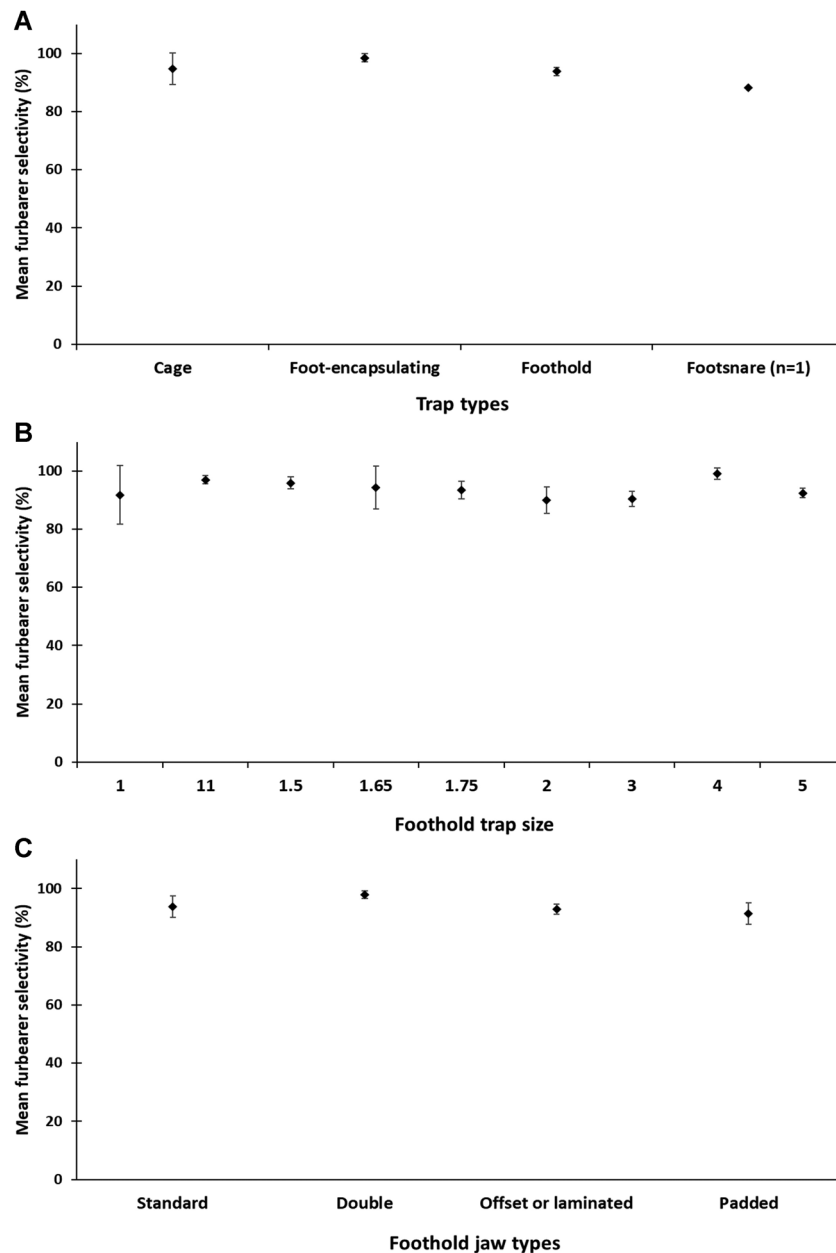 A
Mean furbearer selectivity (%)
100
80
60
40
20
0
Cage Foot-encapsulating Foothold Footsnare (n=1)
Trap types
B
Mean furbearer selectivity (%)
100
80
60
40
20
0
1 11 1.5 1.65 1.75 2 3 4 5
Foothold trap size
C
Mean furbearer selectivity (%)
100
80
60
40
20
0
Standard Double Offset or laminated Padded
Foothold jaw types